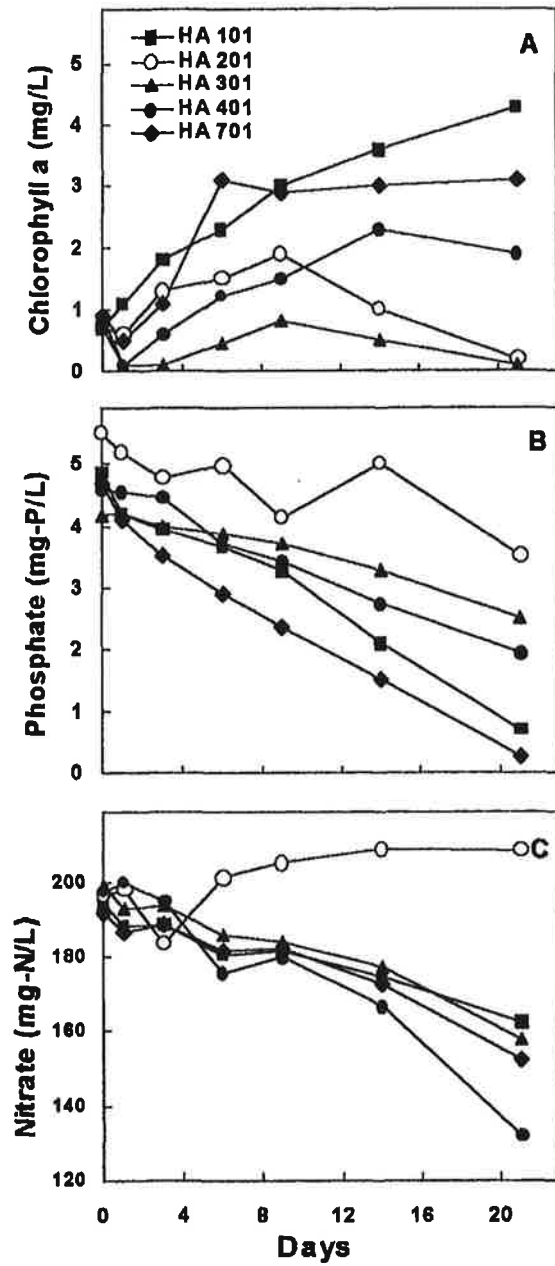 A
HA 101
HA 201
HA 301
HA 401
HA 701
Chlorophyll a (mg/L)
5
4
3
2
1
0
B
Phosphate (mg-P/L)
5
4
3
2
1
0
C
Nitrate (mg-N/L)
200
180
160
140
120
0 4 8 12 16 20
Days